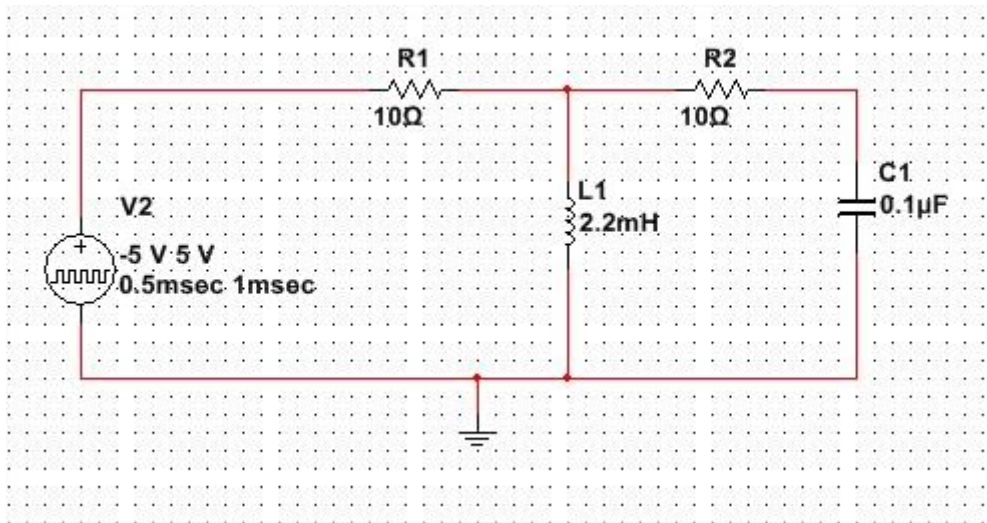 R1
10Ω
R2
10Ω
C1
0.1µF
L1
2.2mH
V2
+
-5 V 5 V
0.5msec 1msec